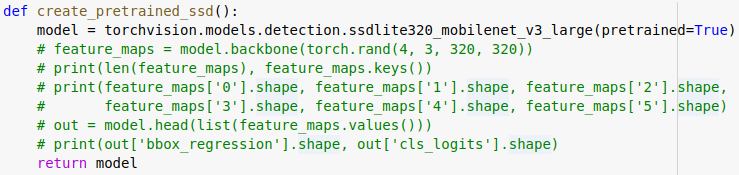 def create_pretrained_ssd():
    model = torchvision.models.detection.ssdlite320_mobilenet_v3_large(pretrained=True)
    # feature_maps = model.backbone(torch.rand(4, 3, 320, 320))
    # print(len(feature_maps), feature_maps.keys())
    # print(feature_maps['0'].shape, feature_maps['1'].shape, feature_maps['2'].shape,
    #       feature_maps['3'].shape, feature_maps['4'].shape, feature_maps['5'].shape)
    # out = model.head(list(feature_maps.values()))
    # print(out['bbox_regression'].shape, out['cls_logits'].shape)
    return model